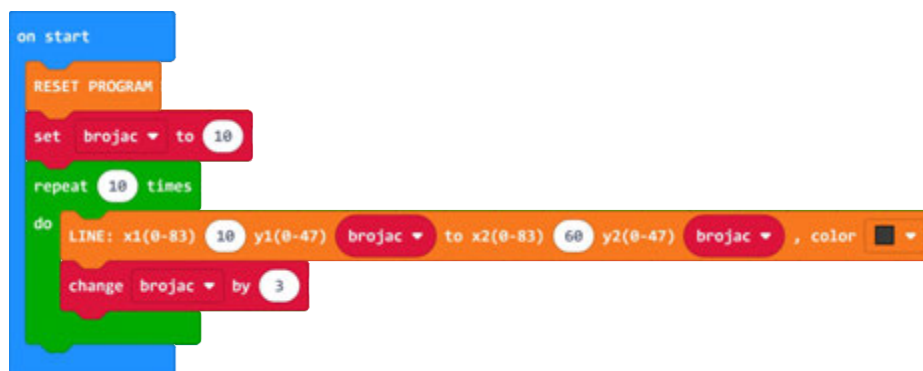 on start
RESET PROGRAM
set brojac to 10
repeat 10 times
do
LINE: x1(0-83) 10 y1(0-47) brojac to x2(0-83) 60 y2(0-47) brojac , color
change brojac by 3